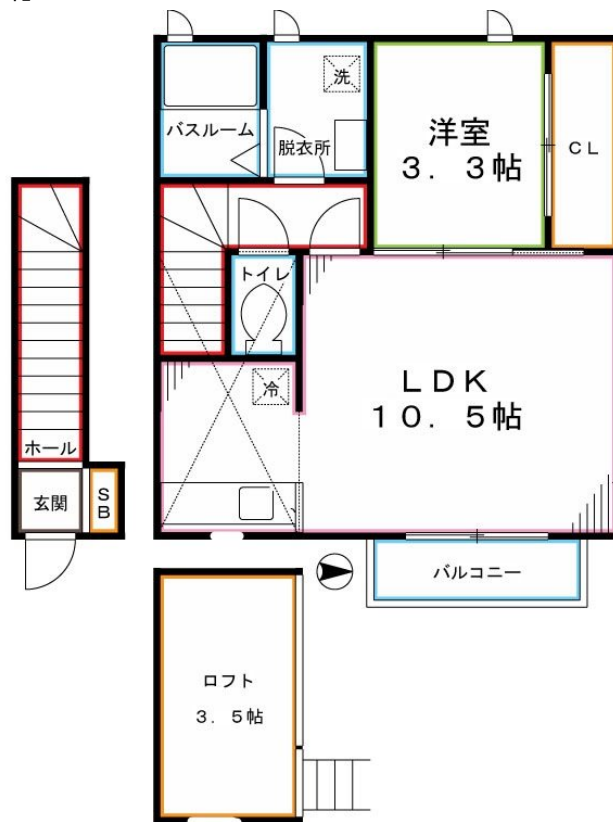 バスルーム
脱衣所
洗
洋室
3. 3帖
CL
トイレ
冷
LDK
10. 5帖
ホール
玄関
SB
バルコニー
ロフト
3. 5帖